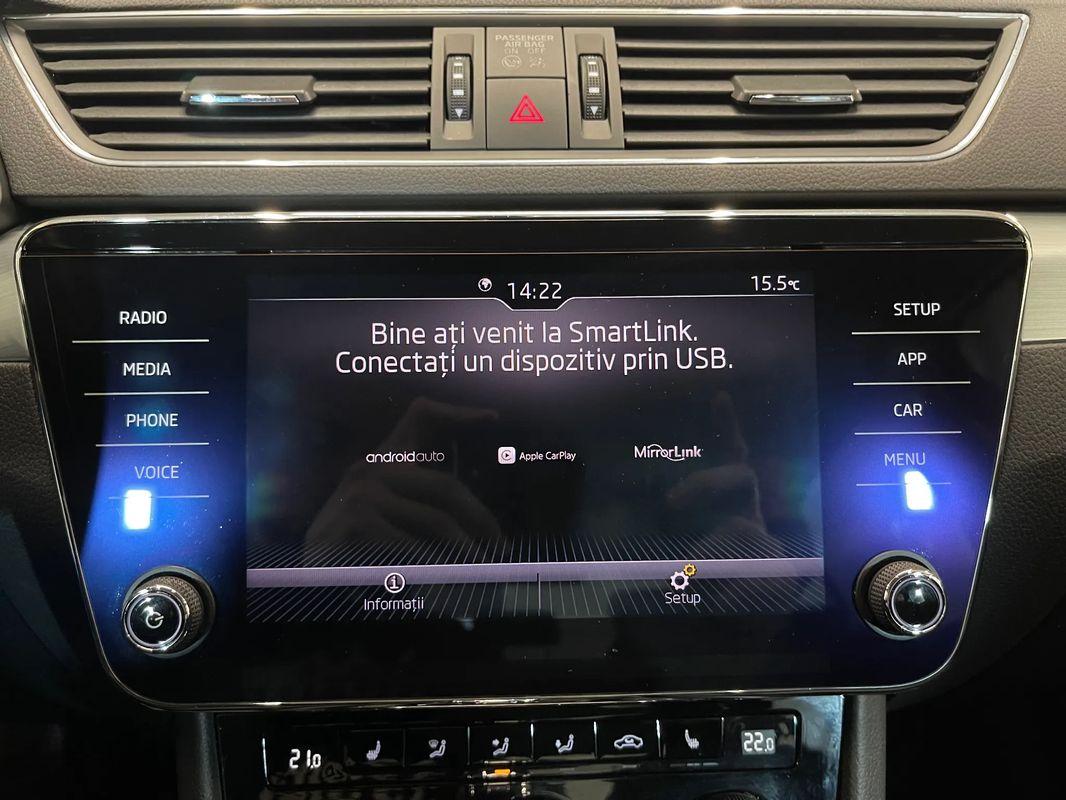 PASSENGER
AIR BAG
ON OFF
14:22
15.5°C
Bine ați venit la SmartLink.
Conectați un dispozitiv prin USB.
RADIO
MEDIA
PHONE
VOICE
SETUP
APP
CAR
MENU
androidauto
Apple CarPlay
MirrorLink
Informații
Setup
21.0
22.0